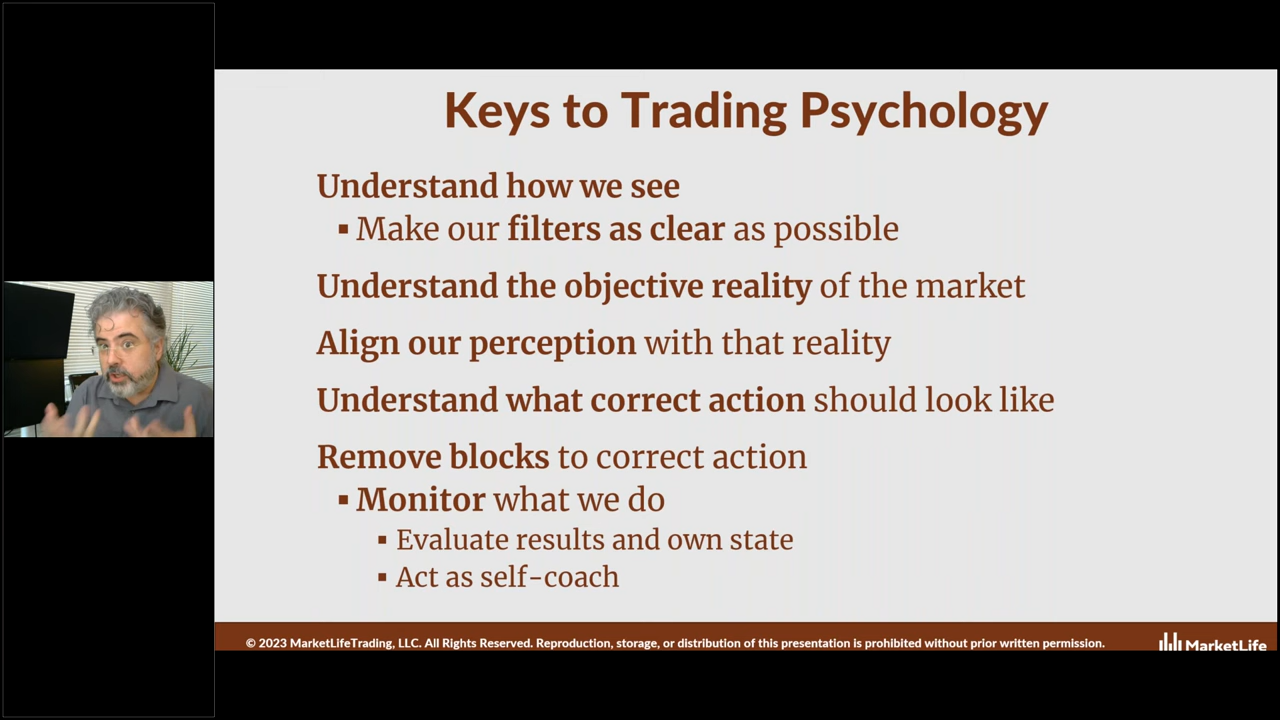 Keys to Trading Psychology
Understand how we see
▪ Make our filters as clear as possible
Understand the objective reality of the market
Align our perception with that reality
Understand what correct action should look like
Remove blocks to correct action
▪ Monitor what we do
▪ Evaluate results and own state
▪ Act as self-coach
© 2023 MarketLifeTrading, LLC. All Rights Reserved. Reproduction, storage, or distribution of this presentation is prohibited without prior written permission.
MarketLife